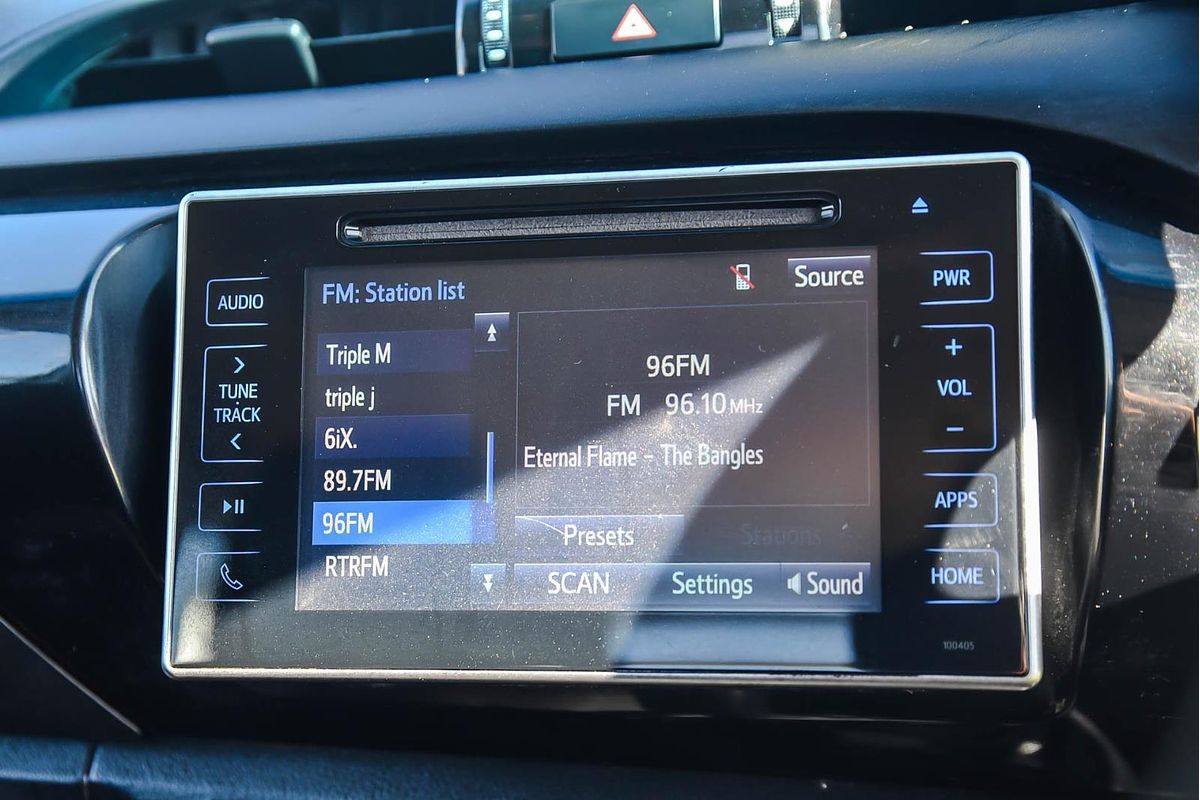 AUDIO
TUNE
TRACK
FM: Station list
Source
Triple M
triple j
6iX.
89.7FM
96FM
RTRFM
96FM
FM 96.10 MHz
Eternal Flame - The Bangles
Presets
Stations
SCAN
Settings
Sound
PWR
+
VOL
-
APPS
HOME
100405